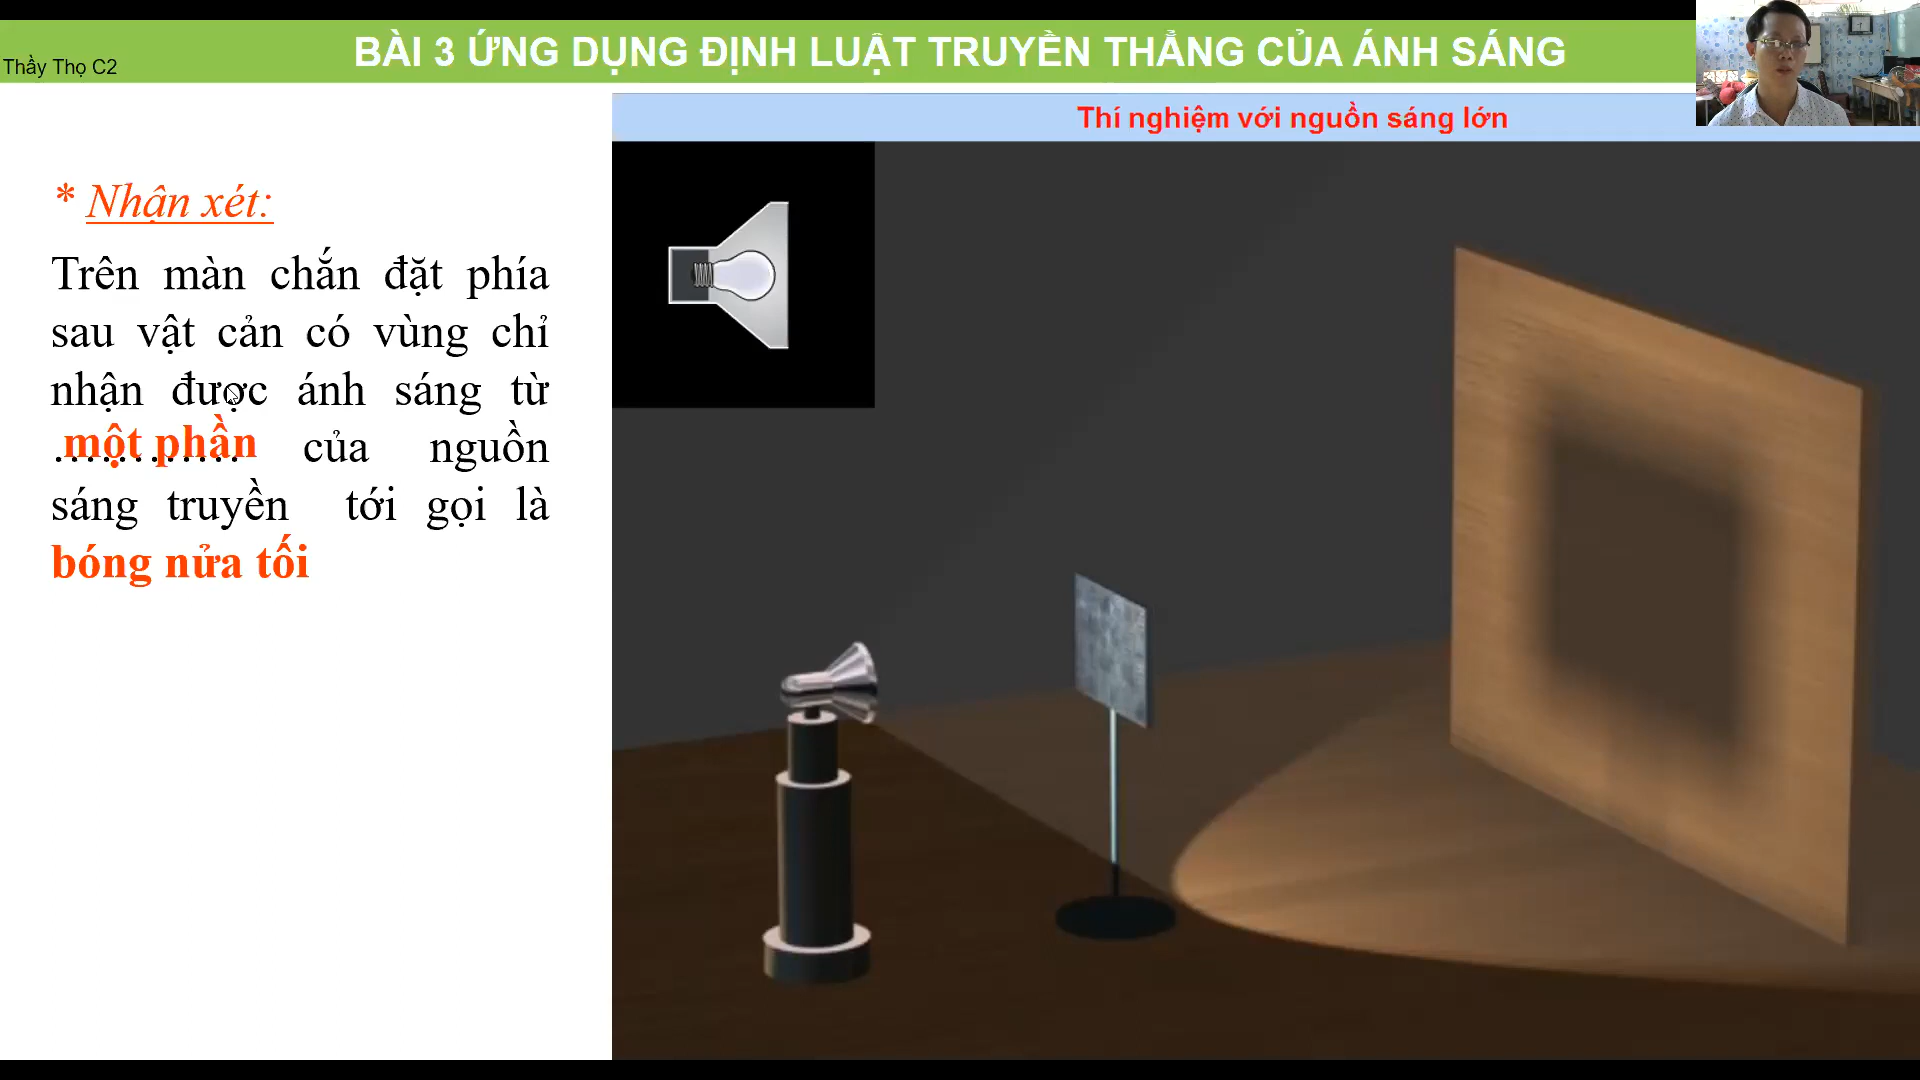 BÀI 3 ỨNG DỤNG ĐỊNH LUẬT TRUYỀN THẲNG CỦA ÁNH SÁNG
Thầy Thọ C2
Thí nghiệm với nguồn sáng lớn
* Nhận xét:
Trên màn chắn đặt phía
sau vật cản có vùng chỉ
nhận được ánh sáng từ
một phần của nguồn
sáng truyền tới gọi là
bóng nửa tối